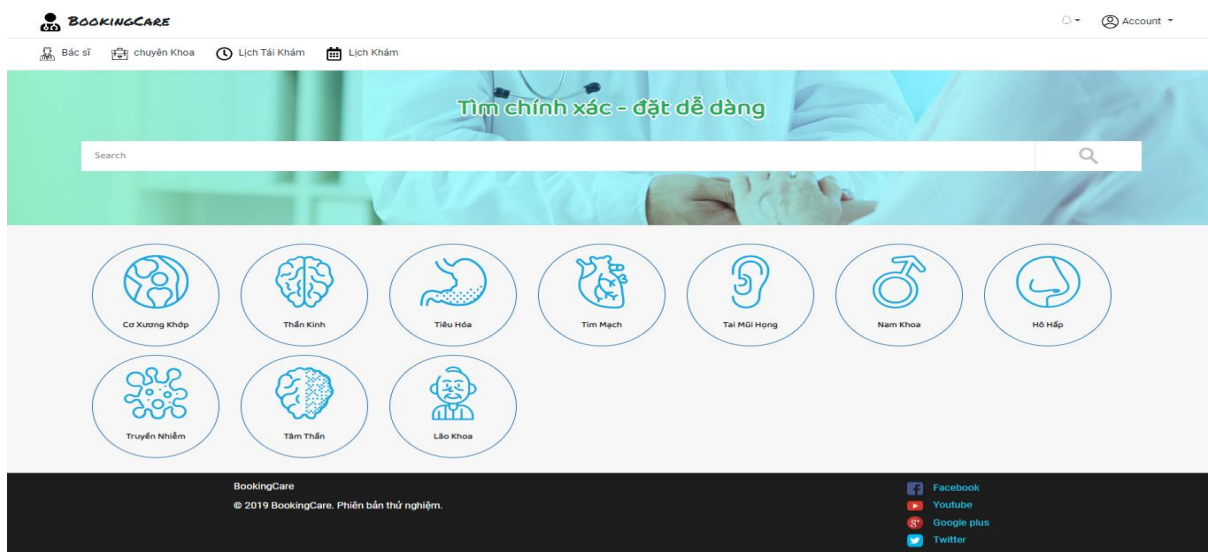 BOOKINGCARE
Account
Bác sĩ chuyên Khoa Lịch Tái Khám Lịch Khám
Tìm chính xác - đặt dễ dàng
Search
Cơ Xương Khớp Thần Kinh Tiêu Hóa Tim Mạch Tai Mũi Họng Nam Khoa Hô Hấp
Truyền Nhiễm Tâm Thần Lão Khoa
BookingCare
© 2019 BookingCare. Phiên bản thử nghiệm.
Facebook
Youtube
Google plus
Twitter